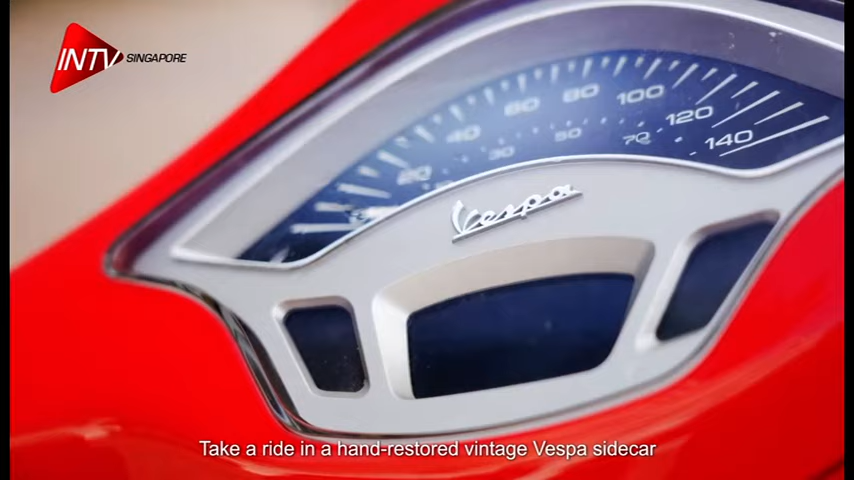 INTV SINGAPORE
20 40 60 80 100 120 140
30 50 70
Vespa
Take a ride in a hand-restored vintage Vespa sidecar